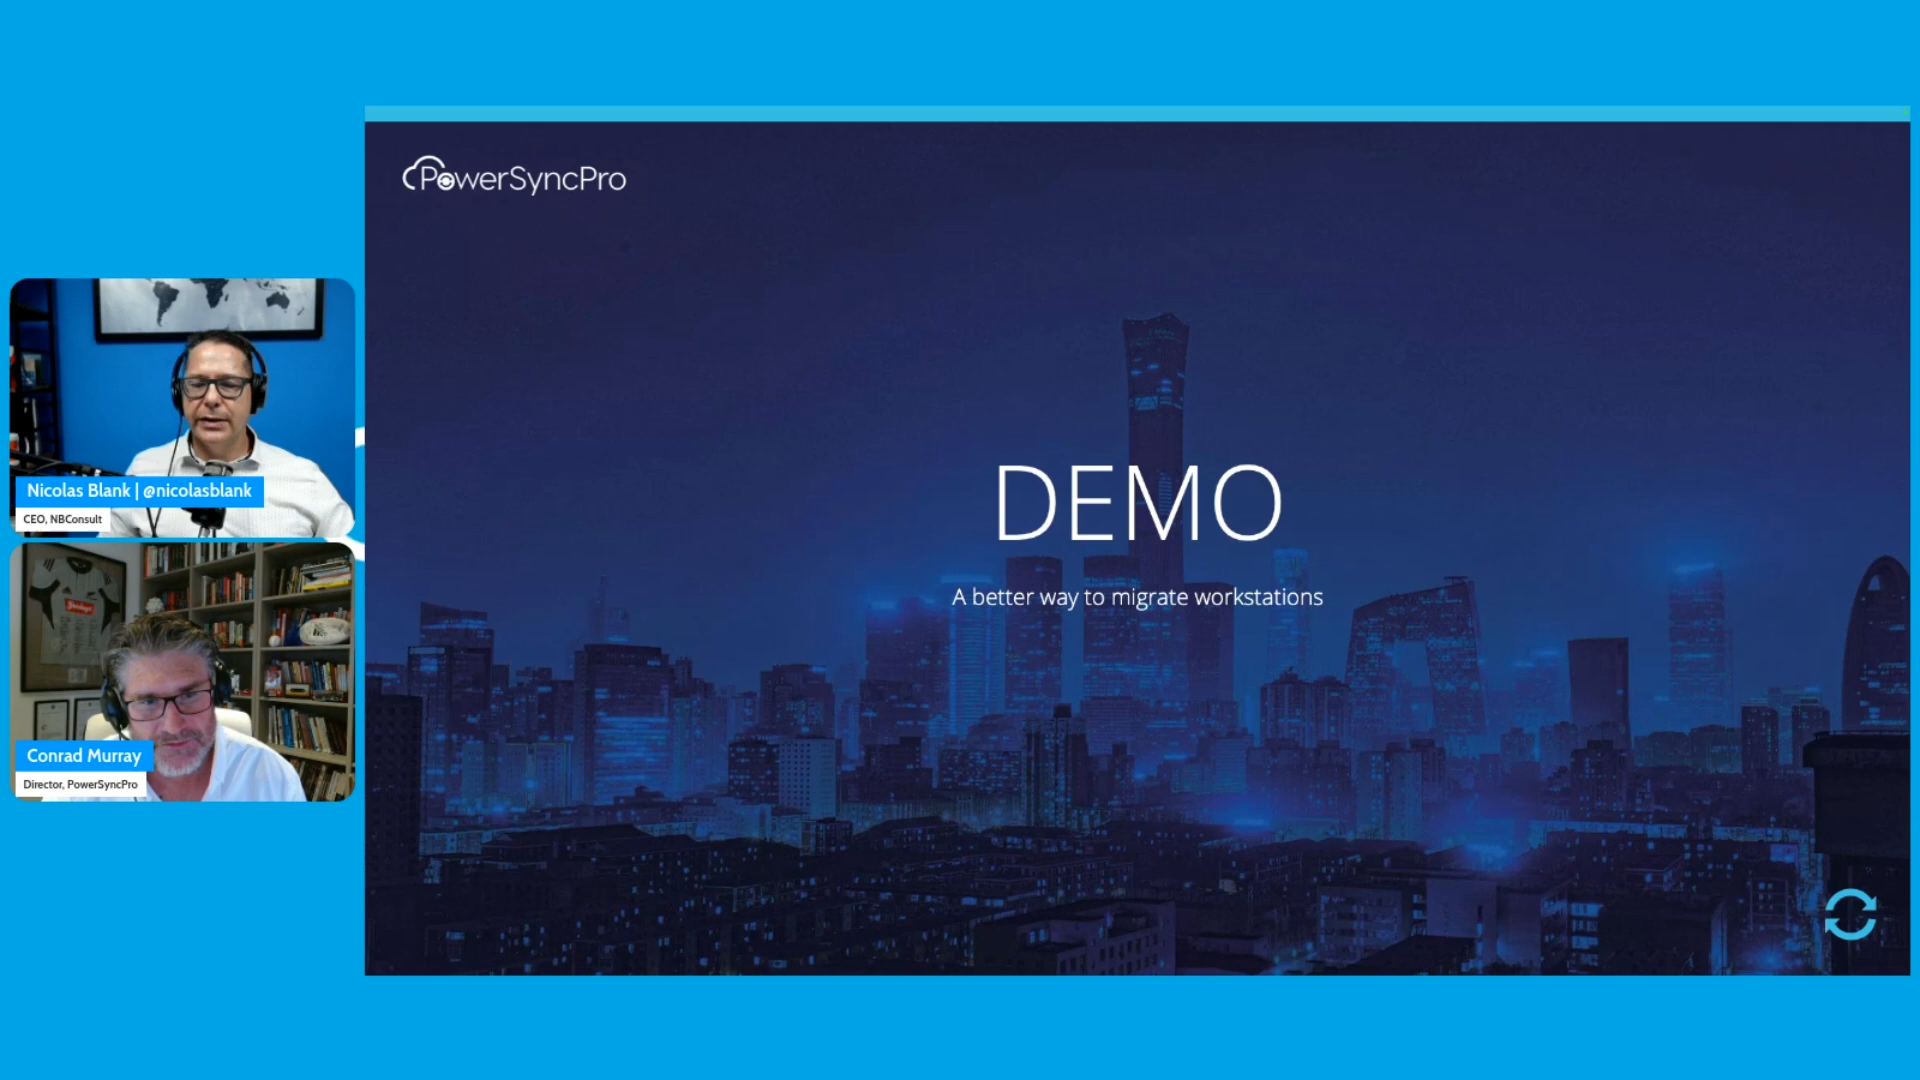 PowerSyncPro
Nicolas Blank | @nicolasblank
CEO, NBConsult
Conrad Murray
Director, PowerSyncPro
DEMO
A better way to migrate workstations